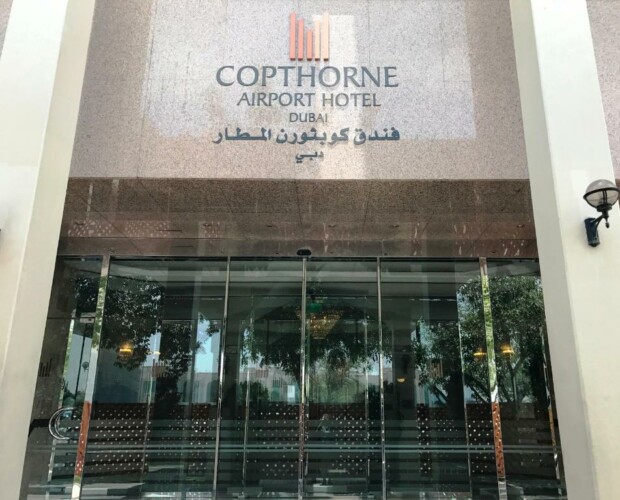 COPTHORNE
AIRPORT HOTEL
DUBAI
فندق كوبثورن المطار
دبي